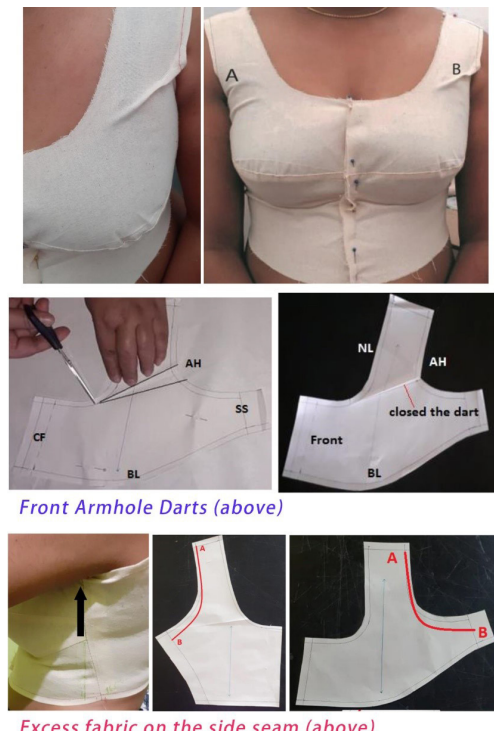 A
B
AH
CF
SS
BL
NL
AH
closed the dart
Front
BL
Front Armhole Darts (above)
A
B
A
B
Excess fabric on the side seam (above)